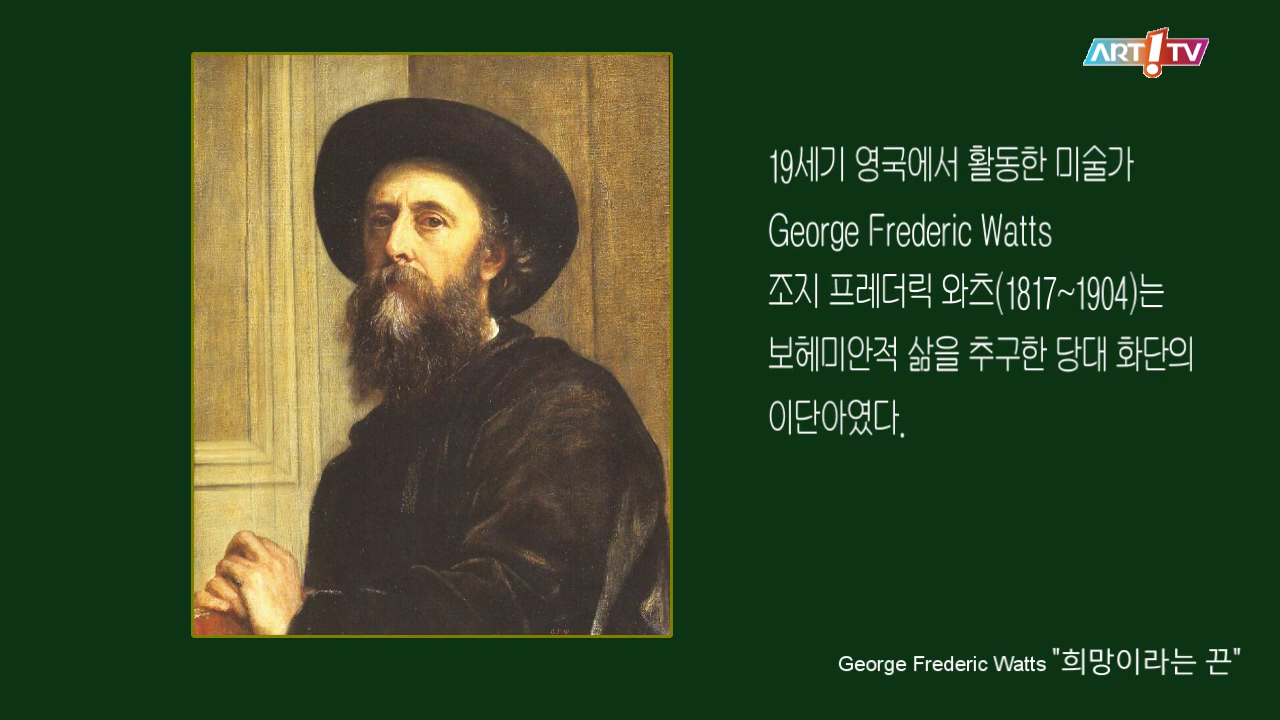 ART!TV
19세기 영국에서 활동한 미술가
George Frederic Watts
조지 프레더릭 와츠(1817~1904)는
보헤미안적 삶을 추구한 당대 화단의
이단아였다.
George Frederic Watts "희망이라는 끈"